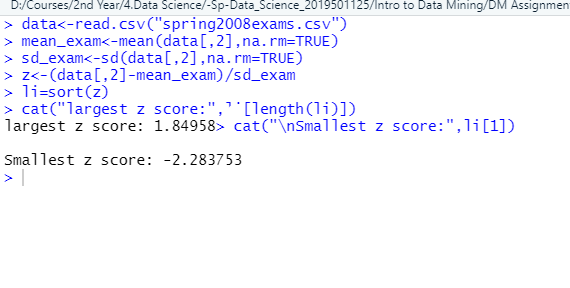 D:/Courses/2nd Year/4.Data Science/-Sp-Data_Science_2019501125/Intro to Data Mining/DM Assignmen
> data<-read.csv("spring2008exams.csv")
> mean_exam<-mean(data[,2],na.rm=TRUE)
> sd_exam<-sd(data[,2],na.rm=TRUE)
> z<-(data[,2]-mean_exam)/sd_exam
> li=sort(z)
> cat("largest z score:",li[length(li)])
largest z score: 1.84958> cat("\nSmallest z score:",li[1])
Smallest z score: -2.283753
>